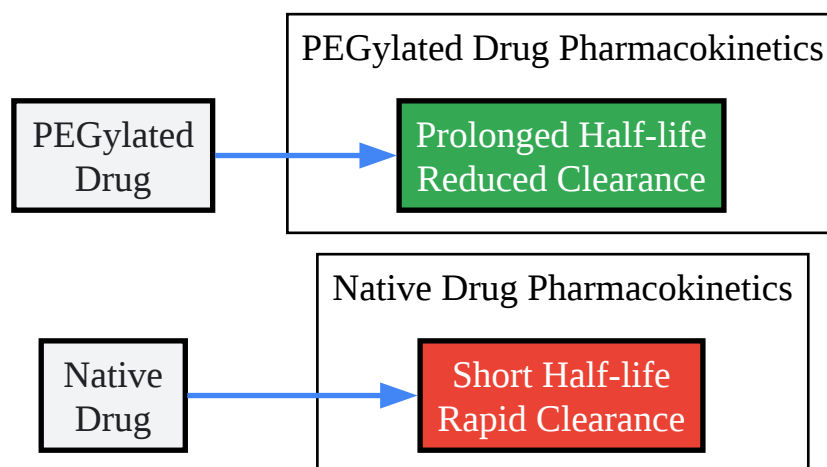 PEGylated Drug Pharmacokinetics
PEGylated
Drug
Prolonged Half-life
Reduced Clearance
Native Drug Pharmacokinetics
Native
Drug
Short Half-life
Rapid Clearance